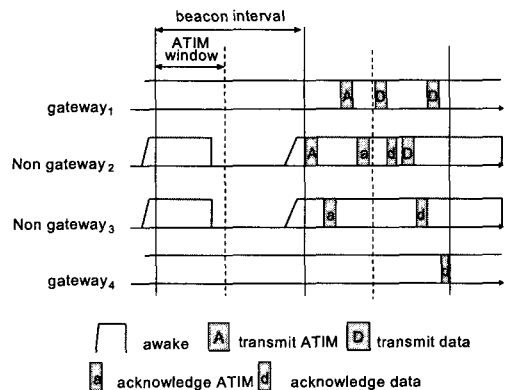 beacon interval
ATIM
window
gateway1
A D D
Non gateway2
A a d D
Non gateway3
a d
gateway4
d
awake A transmit ATIM D transmit data
a acknowledge ATIM d acknowledge data